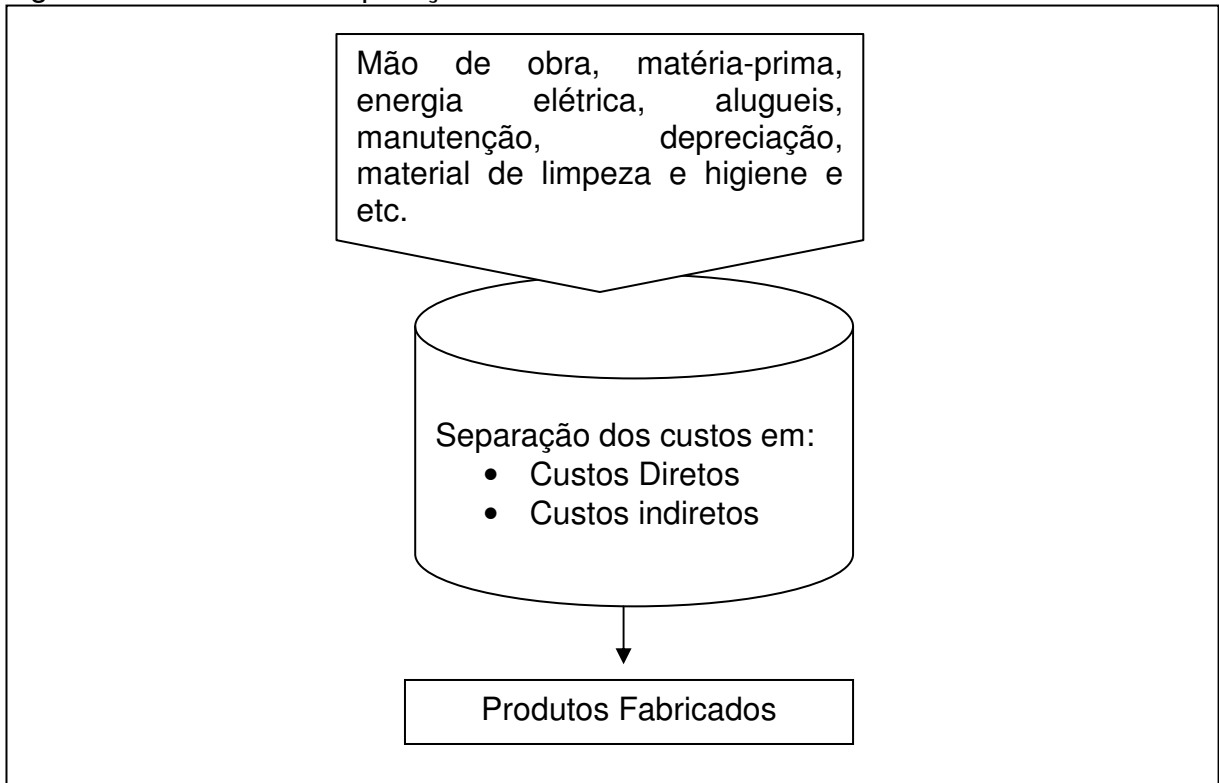 Mão de obra, matéria-prima,
energia elétrica, alugueis,
manutenção, depreciação,
material de limpeza e higiene e
etc.
Separação dos custos em:
• Custos Diretos
• Custos indiretos
Produtos Fabricados